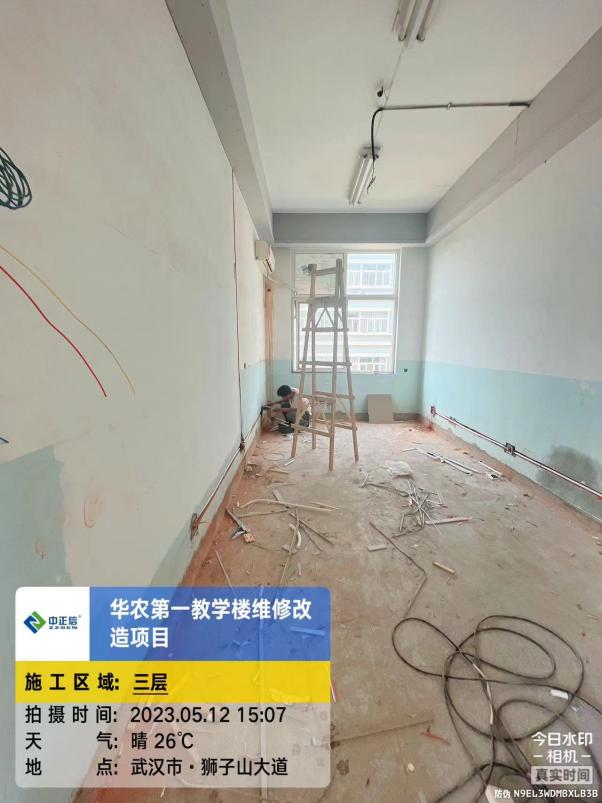 中正信®
ZZSEN
华农第一教学楼维修改
造项目
施工区域: 三层
拍摄时间: 2023.05.12 15:07
天气: 晴 26℃
地点: 武汉市·狮子山大道
今日水印
相机
真实时间
防伪 N9EL3WDMBXLB3B